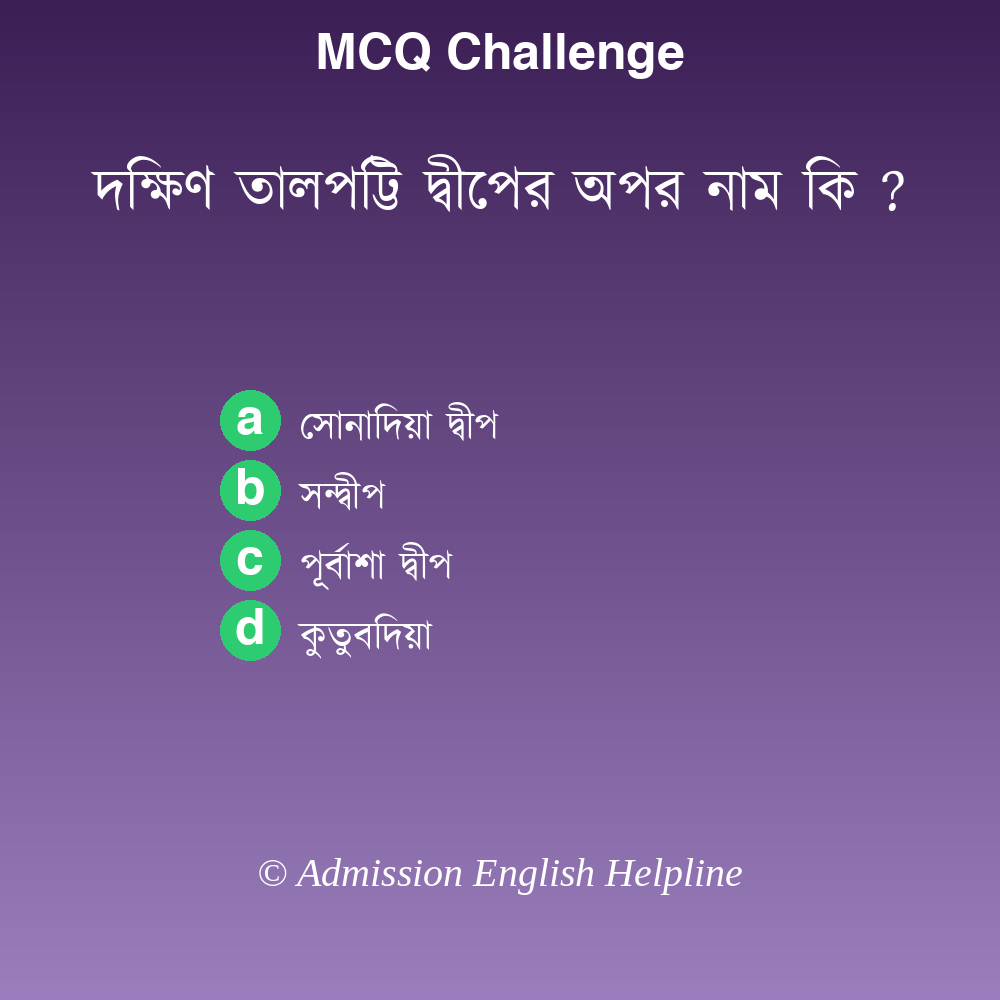 MCQ Challenge
দক্ষিণ তালপট্টি দ্বীপের অপর নাম কি ?
a সোনাদিয়া দ্বীপ
b সন্দ্বীপ
c পূর্বাশা দ্বীপ
d কুতুবদিয়া
© Admission English Helpline